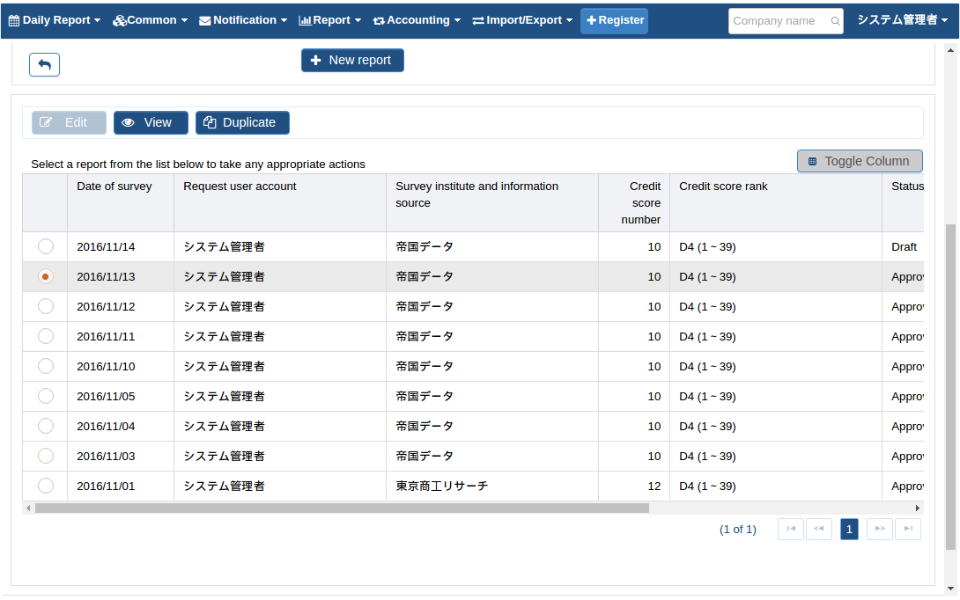 Daily Report Common Notification Report Accounting Import/Export Register Company name システム管理者
New report
Edit View Duplicate
Select a report from the list below to take any appropriate actions Toggle Column
Date of survey Request user account Survey institute and information source Credit score number Credit score rank Status
2016/11/14 システム管理者 帝国データ 10 D4 (1 ~ 39) Draft
2016/11/13 システム管理者 帝国データ 10 D4 (1 ~ 39) Approv
2016/11/12 システム管理者 帝国データ 10 D4 (1 ~ 39) Approv
2016/11/11 システム管理者 帝国データ 10 D4 (1 ~ 39) Approv
2016/11/10 システム管理者 帝国データ 10 D4 (1 ~ 39) Approv
2016/11/05 システム管理者 帝国データ 10 D4 (1 ~ 39) Approv
2016/11/04 システム管理者 帝国データ 10 D4 (1 ~ 39) Approv
2016/11/03 システム管理者 帝国データ 10 D4 (1 ~ 39) Approv
2016/11/01 システム管理者 東京商工リサーチ 12 D4 (1 ~ 39) Approv
(1 of 1) 1